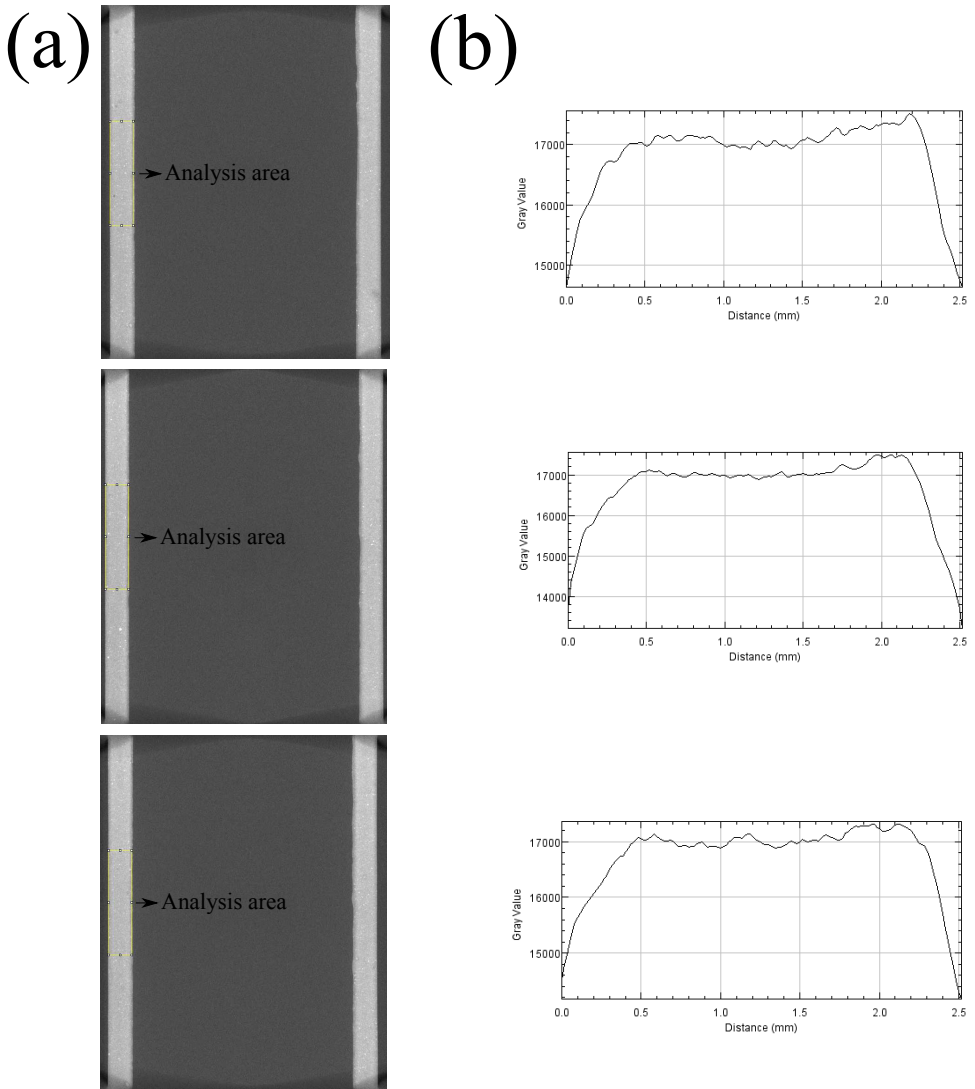 (a)
(b)
Analysis area
Analysis area
Analysis area
Gray Value
17000
16000
15000
0.0 0.5 1.0 1.5 2.0 2.5
Distance (mm)
Gray Value
17000
16000
15000
14000
0.0 0.5 1.0 1.5 2.0 2.5
Distance (mm)
Gray Value
17000
16000
15000
0.0 0.5 1.0 1.5 2.0 2.5
Distance (mm)